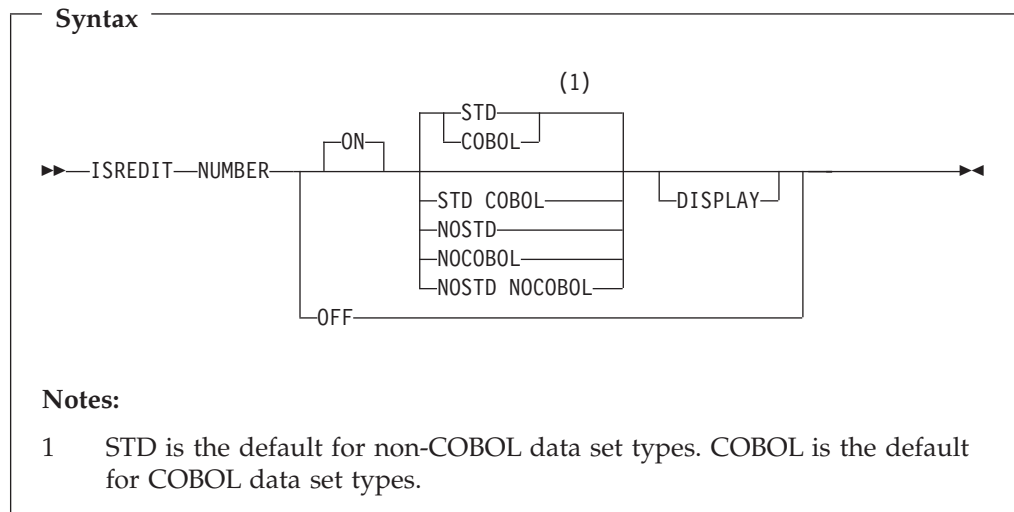 Syntax
(1)
STD
ON COBOL
ISREDIT NUMBER
STD COBOL DISPLAY
NOSTD
NOCOBOL
NOSTD NOCOBOL
OFF
Notes:
1 STD is the default for non-COBOL data set types. COBOL is the default
for COBOL data set types.